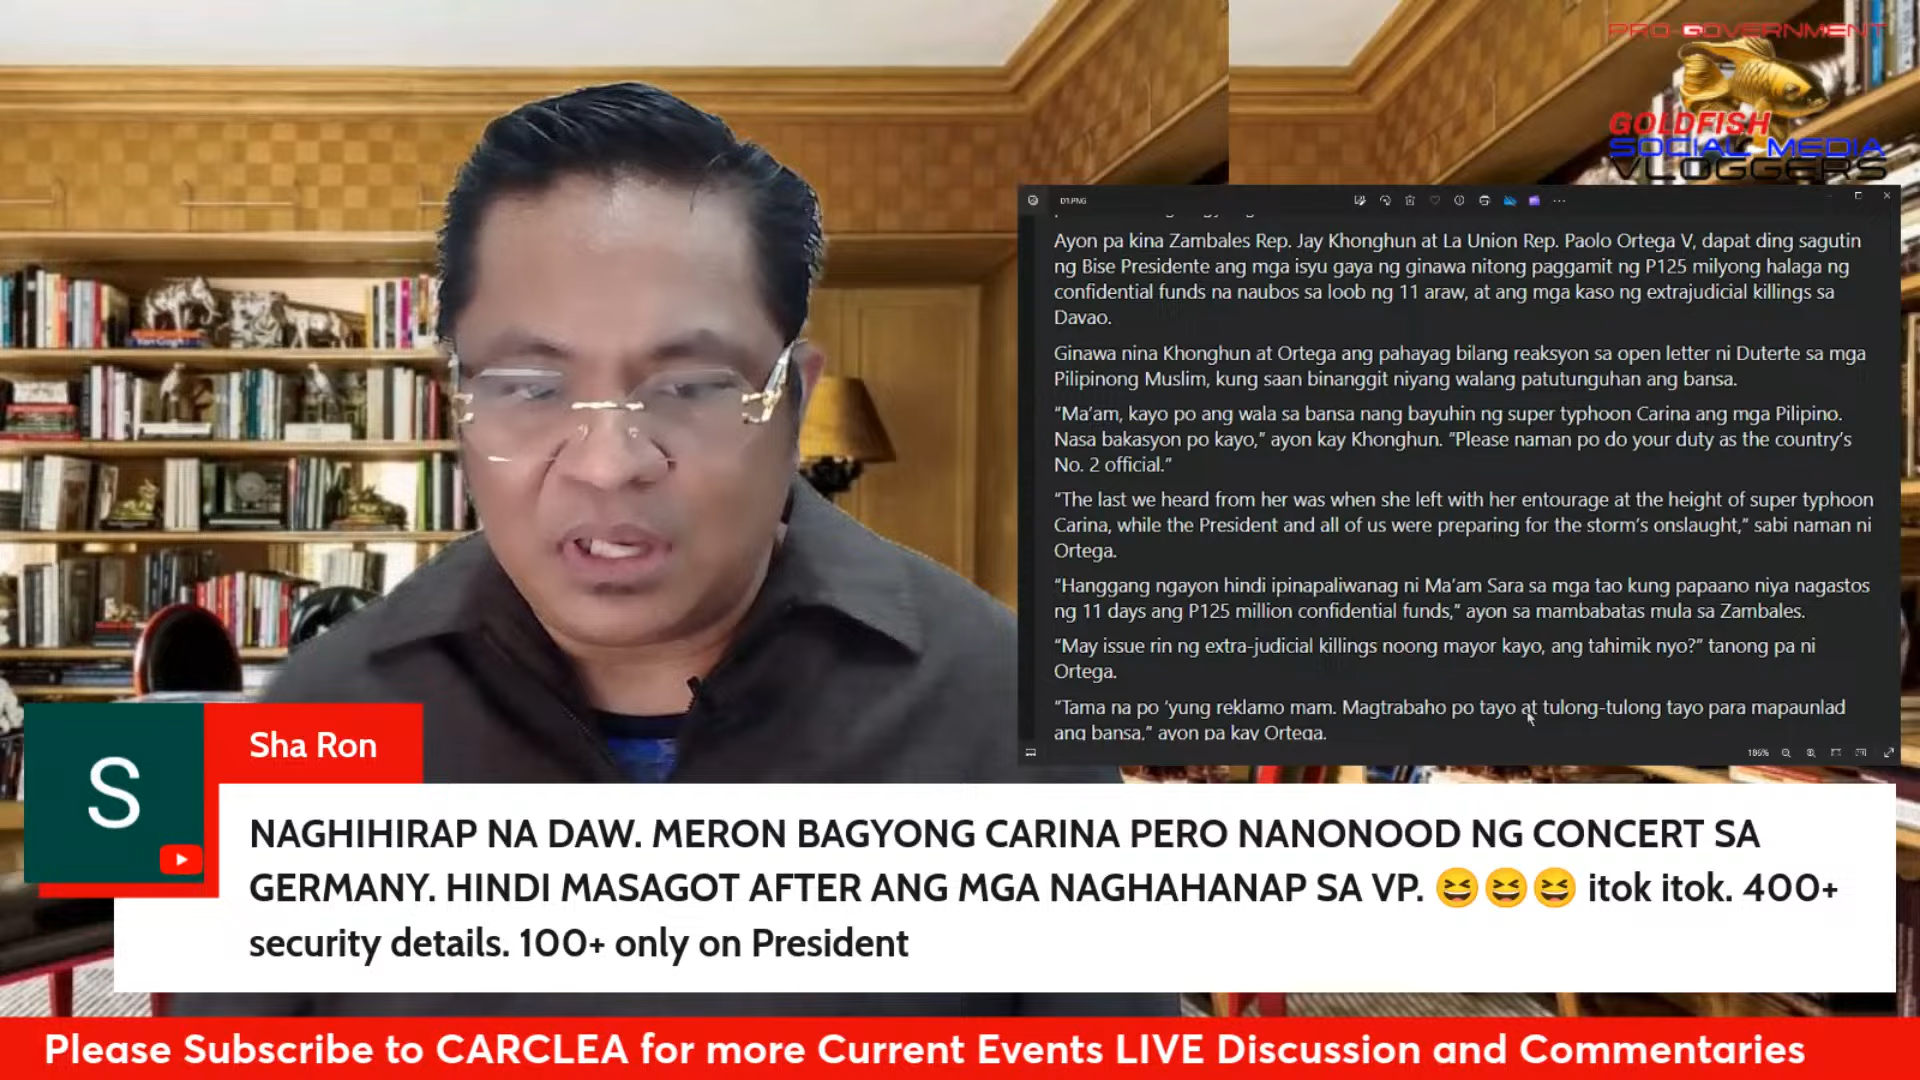 PRO-GOVERNMENT
GOLDFISH
SOCIAL MEDIA
VLOGGERS
D1.PNG
Ayon pa kina Zambales Rep. Jay Khonghun at La Union Rep. Paolo Ortega V, dapat ding sagutin
ng Bise Presidente ang mga isyu gaya ng ginawa nitong paggamit ng P125 milyong halaga ng
confidential funds na naubos sa loob ng 11 araw, at ang mga kaso ng extrajudicial killings sa
Davao.
Ginawa nina Khonghun at Ortega ang pahayag bilang reaksyon sa open letter ni Duterte sa mga
Pilipinong Muslim, kung saan binanggit niyang walang patutunguhan ang bansa.
“Ma’am, kayo po ang wala sa bansa nang bayuhin ng super typhoon Carina ang mga Pilipino.
Nasa bakasyon po kayo,” ayon kay Khonghun. “Please naman po do your duty as the country’s
No. 2 official.”
“The last we heard from her was when she left with her entourage at the height of super typhoon
Carina, while the President and all of us were preparing for the storm’s onslaught,” sabi naman ni
Ortega.
“Hanggang ngayon hindi ipinapaliwanag ni Ma’am Sara sa mga tao kung papaano niya nagastos
ng 11 days ang P125 million confidential funds,” ayon sa mambabatas mula sa Zambales.
“May issue rin ng extra-judicial killings noong mayor kayo, ang tahimik nyo?” tanong pa ni
Ortega.
“Tama na po ‘yung reklamo mam. Magtrabaho po tayo at tulong-tulong tayo para mapaunlad
ang bansa,” ayon pa kay Ortega.
186%
S
Sha Ron
NAGHIHIRAP NA DAW. MERON BAGYONG CARINA PERO NANONOOD NG CONCERT SA
GERMANY. HINDI MASAGOT AFTER ANG MGA NAGHAHANAP SA VP. 😆😆😆 itok itok. 400+
security details. 100+ only on President
Please Subscribe to CARCLEA for more Current Events LIVE Discussion and Commentaries